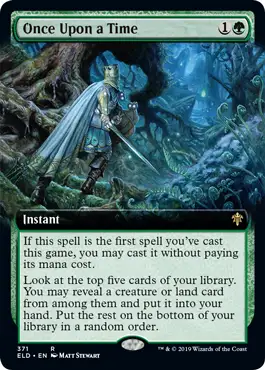 Once Upon a Time 1
Instant
If this spell is the first spell you've cast
this game, you may cast it without paying
its mana cost.
Look at the top five cards of your library.
You may reveal a creature or land card
from among them and put it into your
hand. Put the rest on the bottom of your
library in a random order.
371 R
ELD • EN MATT STEWART
™ & © 2019 Wizards of the Coast